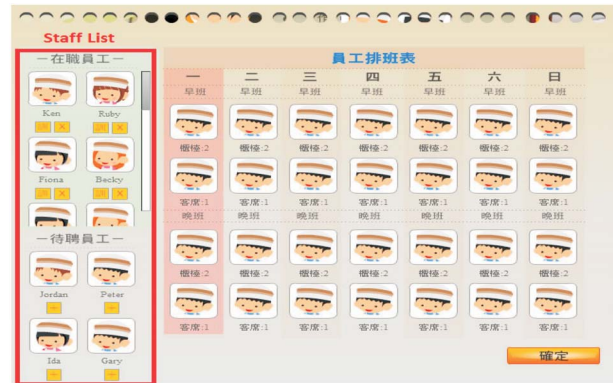 Staff List
－在職員工－
Ken Ruby
Fiona Becky
－待聘員工－
Jordan Peter
Ida Gary
員工排班表
一 二 三 四 五 六 日
早班 早班 早班 早班 早班 早班 早班
櫃檯:2 櫃檯:2 櫃檯:2 櫃檯:2 櫃檯:2 櫃檯:2 櫃檯:2
客席:1 客席:1 客席:1 客席:1 客席:1 客席:1 客席:1
晚班 晚班 晚班 晚班 晚班 晚班 晚班
櫃檯:2 櫃檯:2 櫃檯:2 櫃檯:2 櫃檯:2 櫃檯:2 櫃檯:2
客席:1 客席:1 客席:1 客席:1 客席:1 客席:1 客席:1
確定